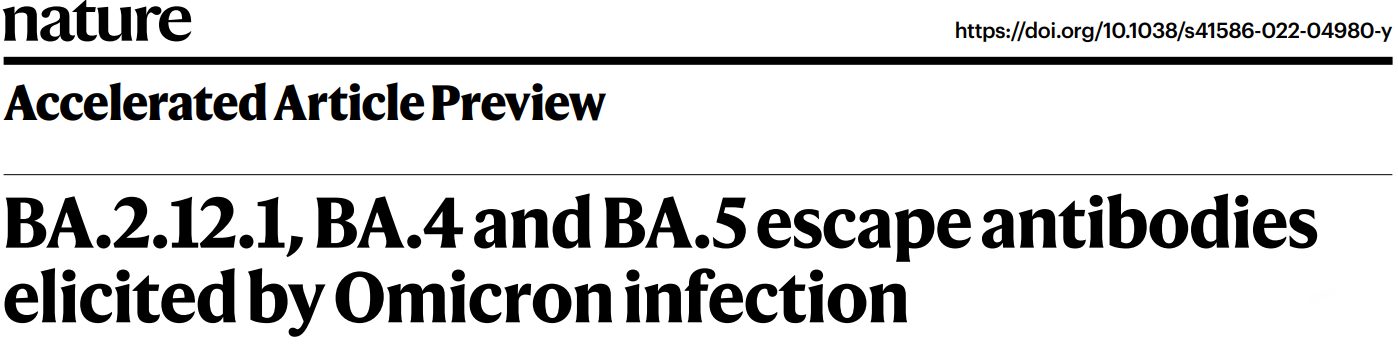 nature
https://doi.org/10.1038/s41586-022-04980-y
Accelerated Article Preview
BA.2.12.1, BA.4 and BA.5 escape antibodies
elicited by Omicron infection